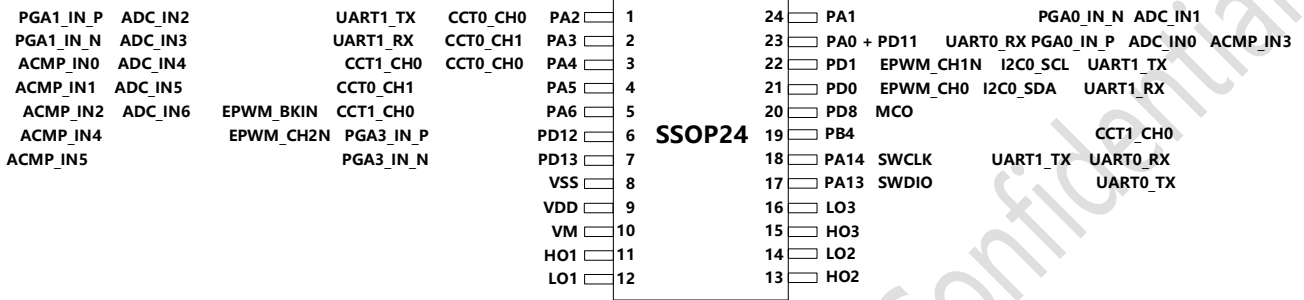 PGA1_IN_P ADC_IN2 UART1_TX CCT0_CH0 PA2 1 24 PA1 PGA0_IN_N ADC_IN1
PGA1_IN_N ADC_IN3 UART1_RX CCT0_CH1 PA3 2 23 PA0 + PD11 UART0_RX PGA0_IN_P ADC_IN0 ACMP_IN3
ACMP_IN0 ADC_IN4 CCT1_CH0 CCT0_CH0 PA4 3 22 PD1 EPWM_CH1N I2C0_SCL UART1_TX
ACMP_IN1 ADC_IN5 CCT0_CH1 PA5 4 21 PD0 EPWM_CH0 I2C0_SDA UART1_RX
ACMP_IN2 ADC_IN6 EPWM_BKIN CCT1_CH0 PA6 5 20 PD8 MCO
ACMP_IN4 EPWM_CH2N PGA3_IN_P PD12 6 SSOP24 19 PB4 CCT1_CH0
ACMP_IN5 PGA3_IN_N PD13 7 18 PA14 SWCLK UART1_TX UART0_RX
VSS 8 17 PA13 SWDIO UART0_TX
VDD 9 16 LO3
VM 10 15 HO3
HO1 11 14 LO2
LO1 12 13 HO2
Confidential